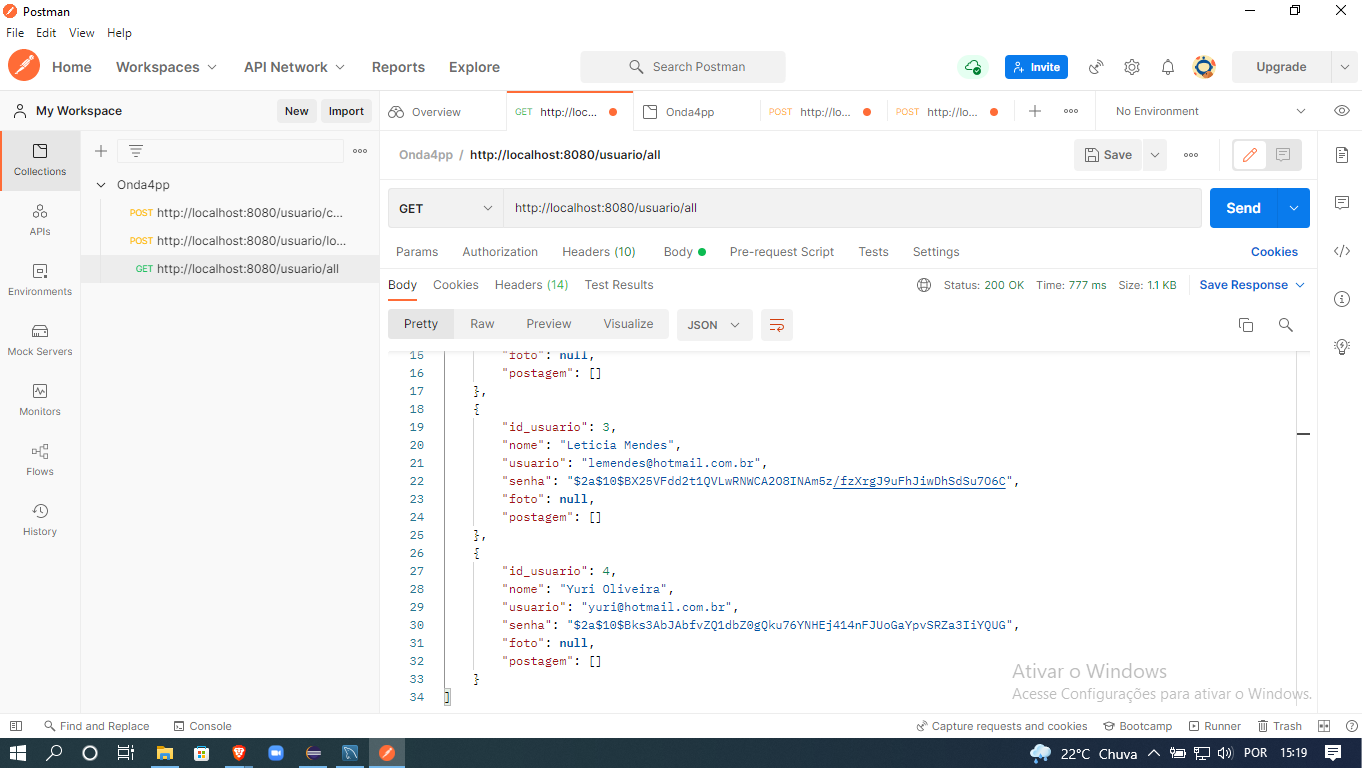 Postman
File Edit View Help
Home Workspaces API Network Reports Explore Search Postman Invite Upgrade
My Workspace New Import Overview GET http://loc... Onda4pp POST http://lo... POST http://lo... No Environment
Onda4pp / http://localhost:8080/usuario/all Save
Collections
Onda4pp
POST http://localhost:8080/usuario/c...
POST http://localhost:8080/usuario/lo...
GET http://localhost:8080/usuario/all
APIs
Environments
Mock Servers
Monitors
Flows
History
GET http://localhost:8080/usuario/all Send
Params Authorization Headers (10) Body Pre-request Script Tests Settings Cookies
Body Cookies Headers (14) Test Results Status: 200 OK Time: 777 ms Size: 1.1 KB Save Response
Pretty Raw Preview Visualize JSON
15 "foto": null,
16 "postagem": []
17 },
18 {
19 "id_usuario": 3,
20 "nome": "Leticia Mendes",
21 "usuario": "lemendes@hotmail.com.br",
22 "senha": "$2a$10$BX25VFdd2t1QVLwRNWCA2O8INAm5z/fzXrgJ9uFhJiwDhSdSu7O6C",
23 "foto": null,
24 "postagem": []
25 },
26 {
27 "id_usuario": 4,
28 "nome": "Yuri Oliveira",
29 "usuario": "yuri@hotmail.com.br",
30 "senha": "$2a$10$Bks3AbJAbfvZQ1dbZ0gQku76YNHEj414nFJUoGaYpvSRZa3IiYQUG",
31 "foto": null,
32 "postagem": []
33 }
34 ]
Ativar o Windows
Acesse Configurações para ativar o Windows.
Find and Replace Console Capture requests and cookies Bootcamp Runner Trash
22°C Chuva POR 15:19